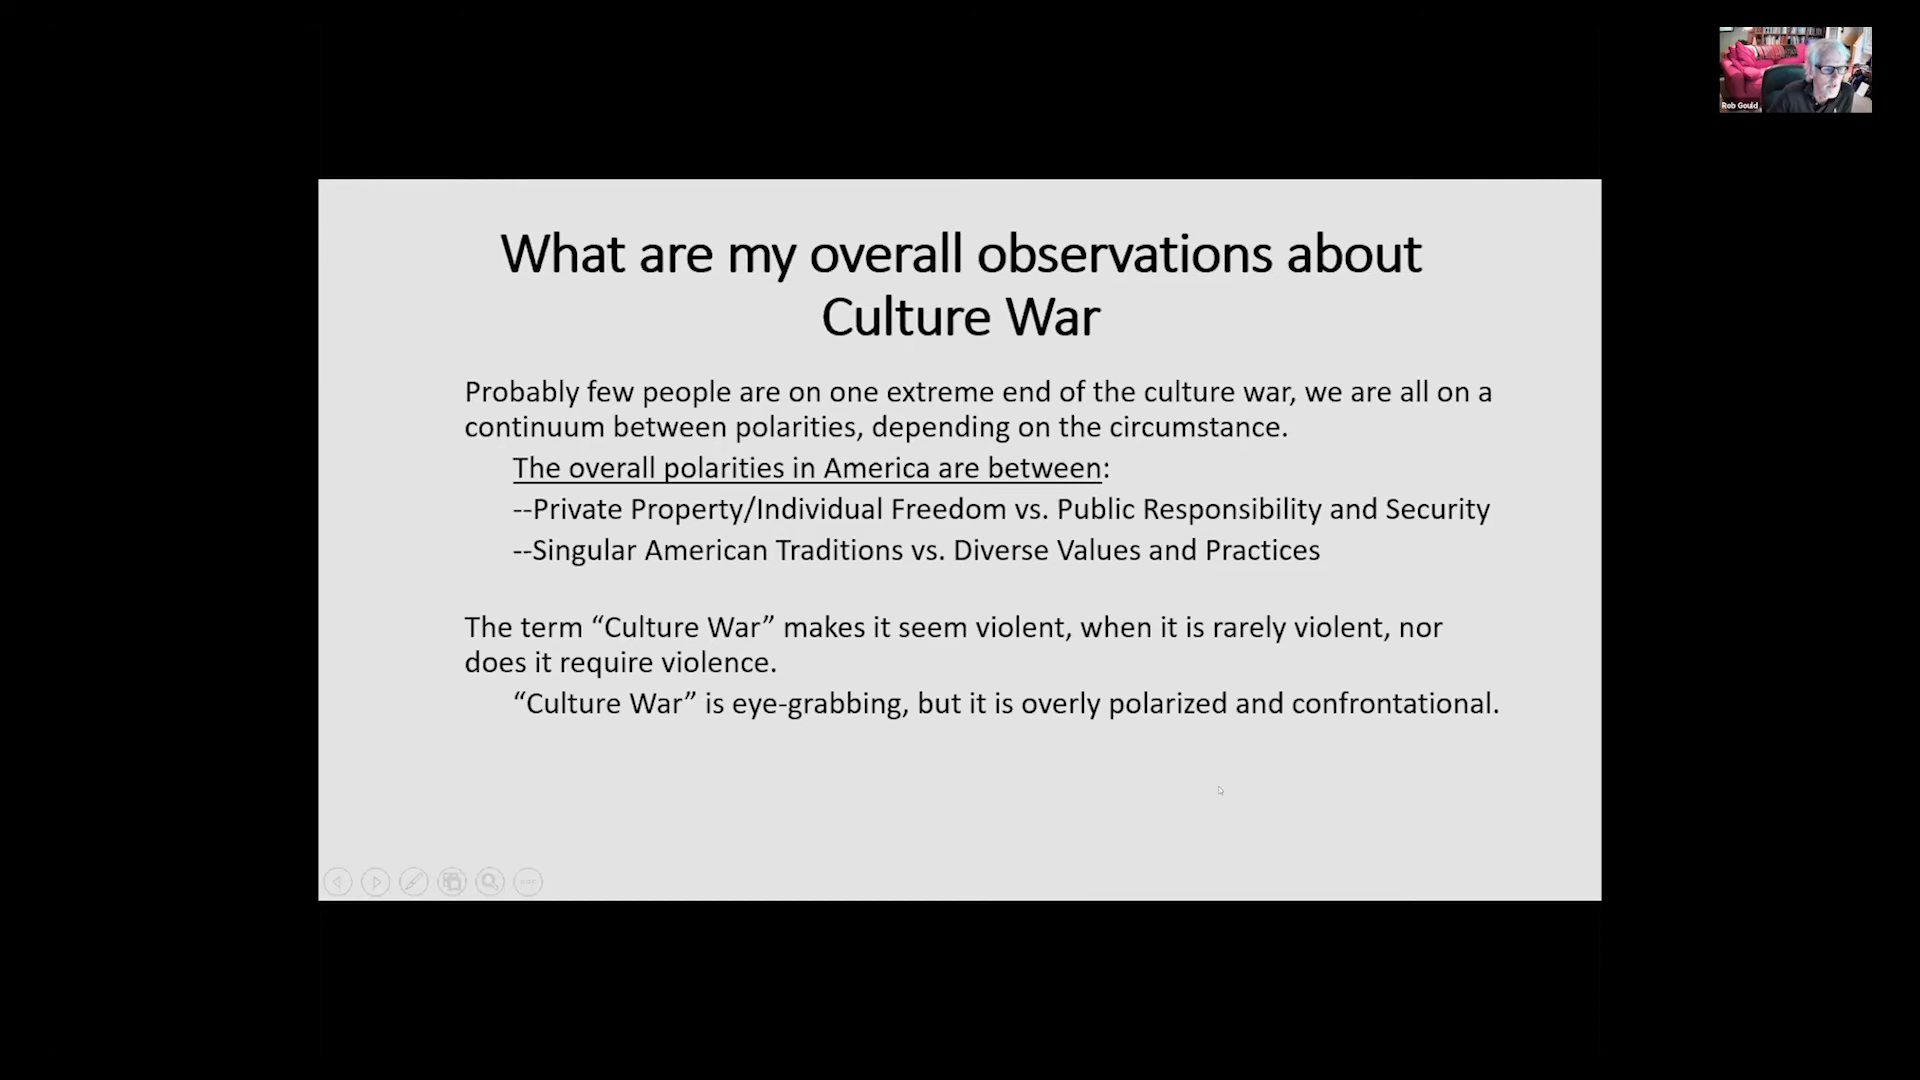 Rob Gould
What are my overall observations about
Culture War
Probably few people are on one extreme end of the culture war, we are all on a
continuum between polarities, depending on the circumstance.
The overall polarities in America are between:
--Private Property/Individual Freedom vs. Public Responsibility and Security
--Singular American Traditions vs. Diverse Values and Practices
The term “Culture War” makes it seem violent, when it is rarely violent, nor
does it require violence.
“Culture War” is eye-grabbing, but it is overly polarized and confrontational.